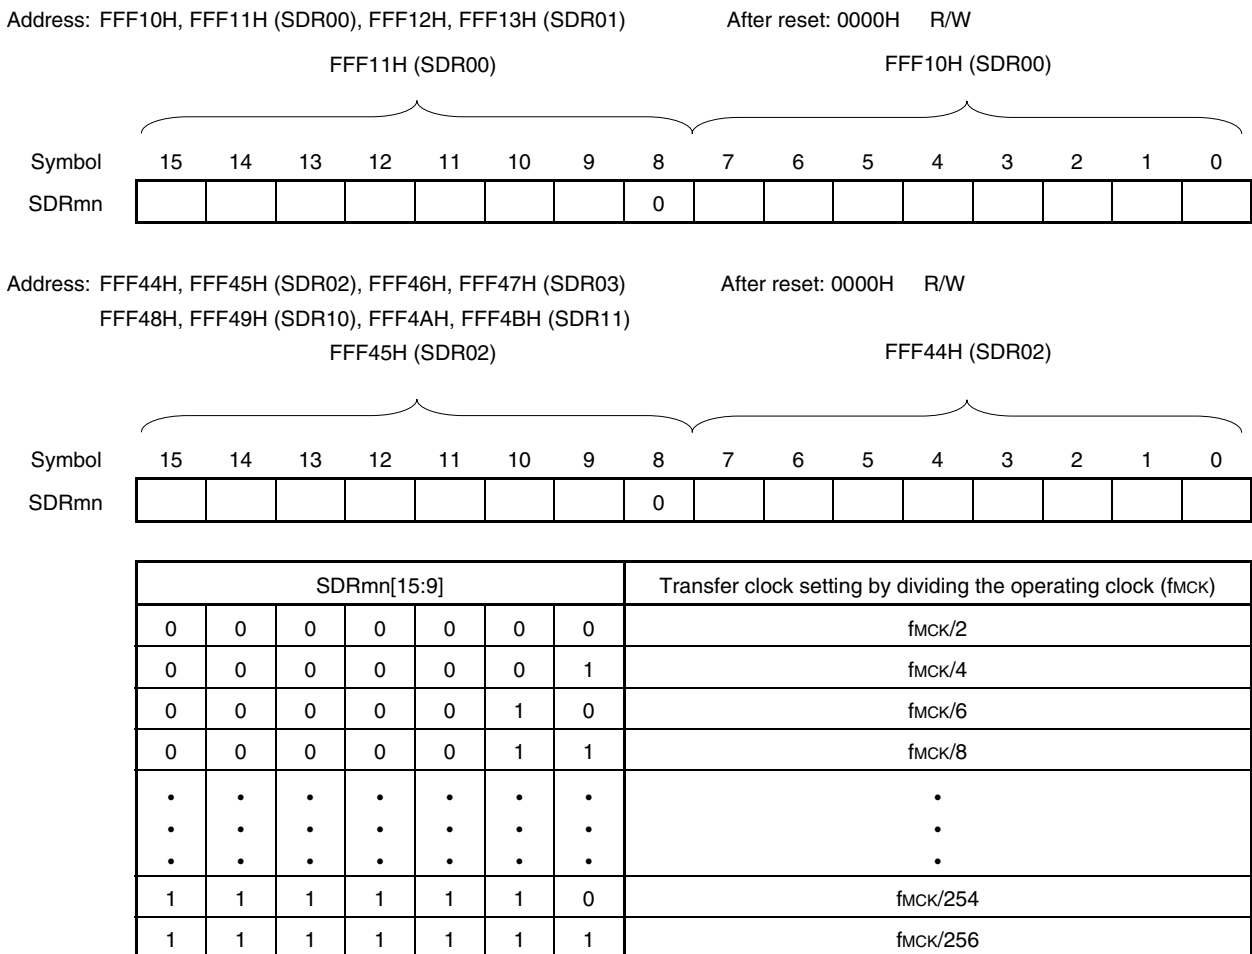 Address: FFF10H, FFF11H (SDR00), FFF12H, FFF13H (SDR01) After reset: 0000H R/W
FFF11H (SDR00) FFF10H (SDR00)
Symbol 15 14 13 12 11 10 9 8 7 6 5 4 3 2 1 0
SDRmn 0
Address: FFF44H, FFF45H (SDR02), FFF46H, FFF47H (SDR03) After reset: 0000H R/W
FFF48H, FFF49H (SDR10), FFF4AH, FFF4BH (SDR11)
FFF45H (SDR02) FFF44H (SDR02)
Symbol 15 14 13 12 11 10 9 8 7 6 5 4 3 2 1 0
SDRmn 0
SDRmn[15:9] Transfer clock setting by dividing the operating clock (fMCK)
0 0 0 0 0 0 0 fMCK/2
0 0 0 0 0 0 1 fMCK/4
0 0 0 0 0 1 0 fMCK/6
0 0 0 0 0 1 1 fMCK/8
• • • • • • • •
• • • • • • • •
• • • • • • • •
1 1 1 1 1 1 0 fMCK/254
1 1 1 1 1 1 1 fMCK/256